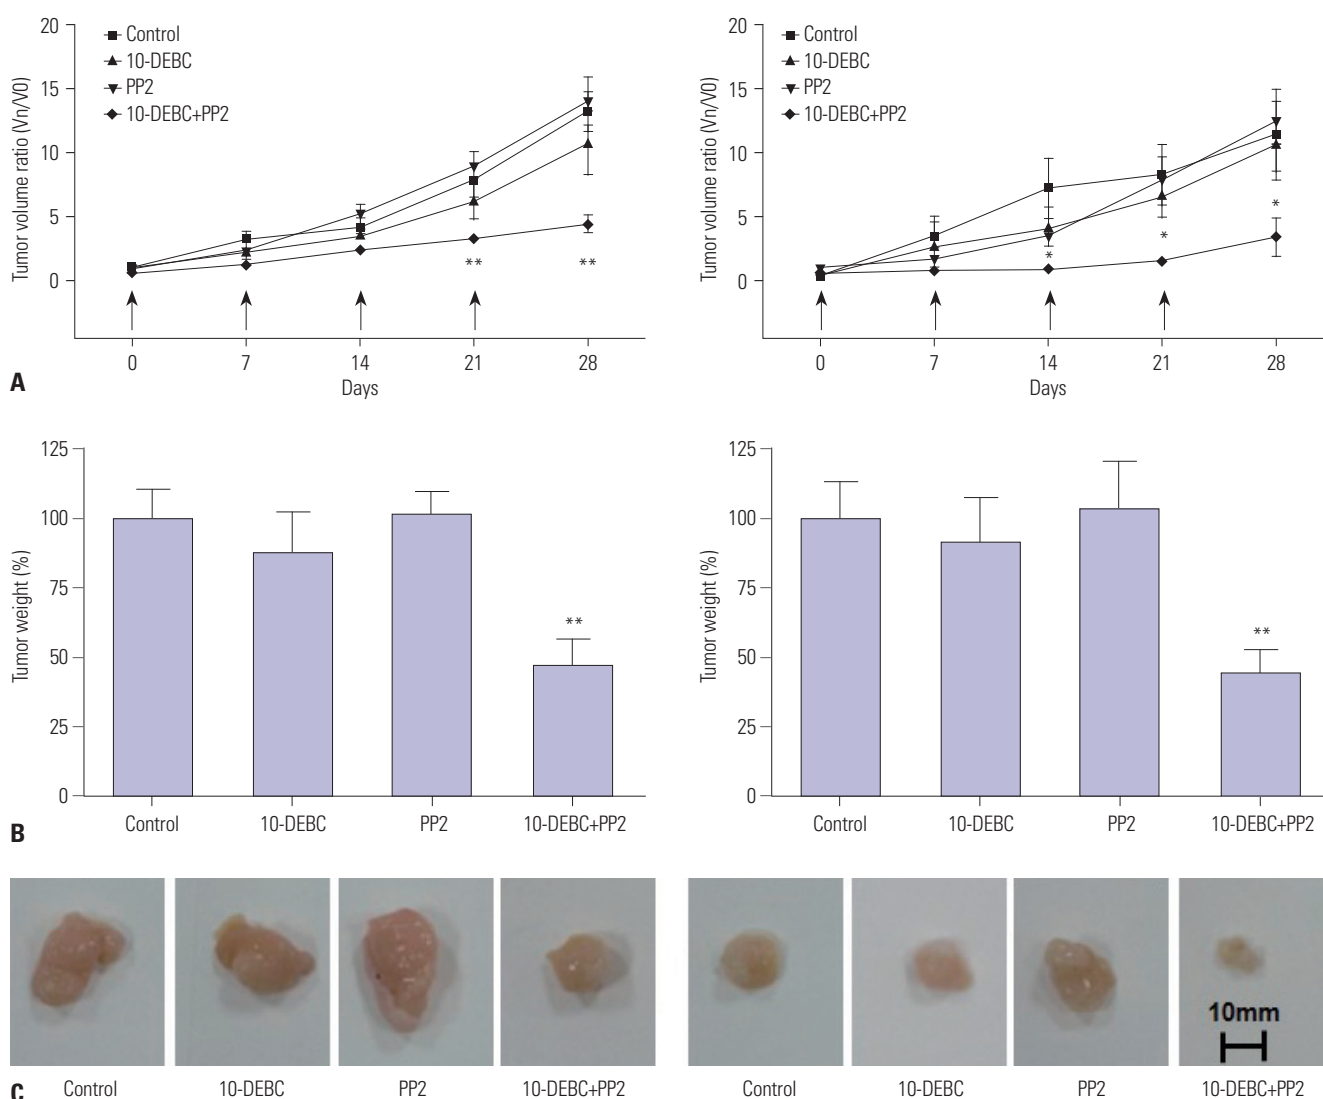 20
15
10
5
0
Tumor volume ratio (Vn/V0)
Control
10-DEBC
PP2
10-DEBC+PP2
** **
0 7 14 21 28
Days
20
15
10
5
0
Tumor volume ratio (Vn/V0)
Control
10-DEBC
PP2
10-DEBC+PP2
* * *
0 7 14 21 28
Days
A
125
100
75
50
25
0
Tumor weight (%)
**
Control 10-DEBC PP2 10-DEBC+PP2
125
100
75
50
25
0
Tumor weight (%)
**
Control 10-DEBC PP2 10-DEBC+PP2
B
10mm
C
Control 10-DEBC PP2 10-DEBC+PP2
Control 10-DEBC PP2 10-DEBC+PP2